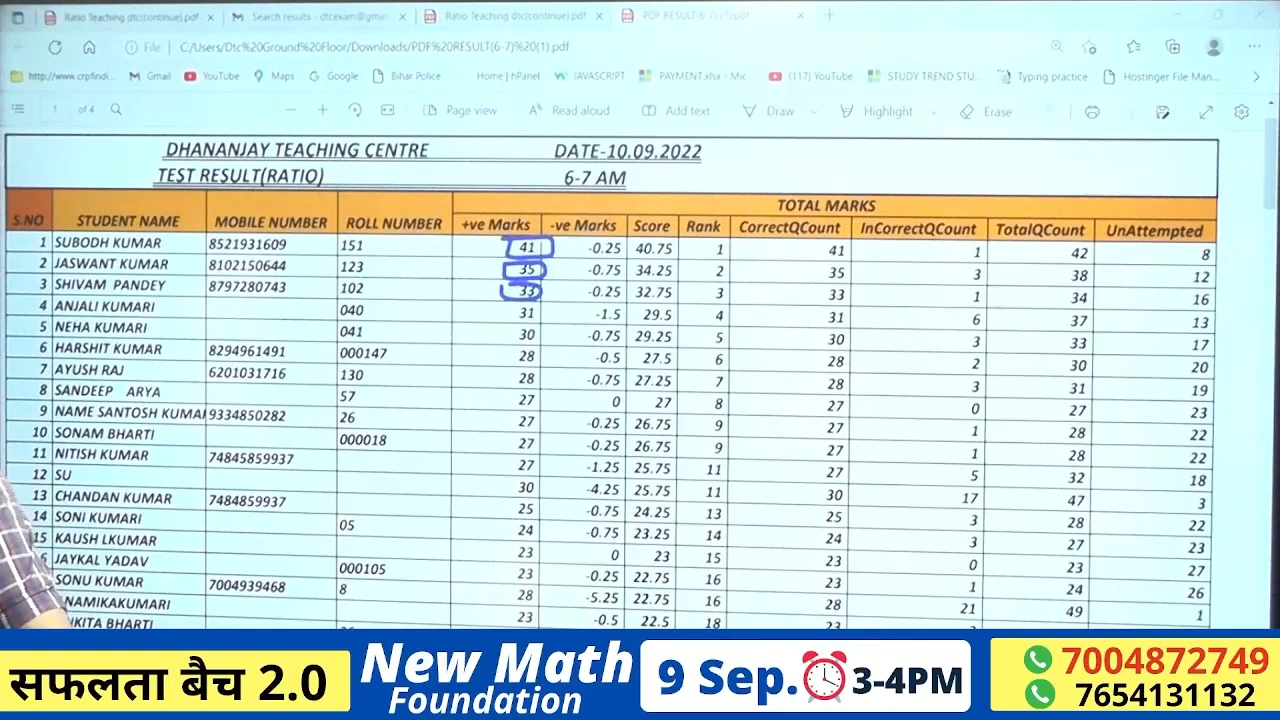 Ratio Teaching dtc(continue).pdf × Search results - dtcexam@gmai × Ratio Teaching dtc(continue).pdf × PDF RESULT(6-7) (1).pdf × +
File | C:/Users/Dtc%20Ground%20Floor/Downloads/PDF%20RESULT(6-7)%20(1).pdf
http://www.crpfindi... Gmail YouTube Maps Google Bihar Police Home | hPanel JAVASCRIPT PAYMENT.xlsx - Mic (117) YouTube STUDY TREND STU... Typing practice Hostinger File Man...
1 of 4 Page view Read aloud Add text Draw Highlight Erase
DHANANJAY TEACHING CENTRE DATE-10.09.2022
TEST RESULT(RATIO) 6-7 AM
TOTAL MARKS
S.NO STUDENT NAME MOBILE NUMBER ROLL NUMBER +ve Marks -ve Marks Score Rank CorrectQCount InCorrectQCount TotalQCount UnAttempted
1 SUBODH KUMAR 8521931609 151 41 -0.25 40.75 1 41 1 42 8
2 JASWANT KUMAR 8102150644 123 35 -0.75 34.25 2 35 3 38 12
3 SHIVAM PANDEY 8797280743 102 33 -0.25 32.75 3 33 1 34 16
4 ANJALI KUMARI 040 31 -1.5 29.5 4 31 6 37 13
5 NEHA KUMARI 041 30 -0.75 29.25 5 30 3 33 17
6 HARSHIT KUMAR 8294961491 000147 28 -0.5 27.5 6 28 2 30 20
7 AYUSH RAJ 6201031716 130 28 -0.75 27.25 7 28 3 31 19
8 SANDEEP ARYA 57 27 0 27 8 27 0 27 23
9 NAME SANTOSH KUMAI 9334850282 26 27 -0.25 26.75 9 27 1 28 22
10 SONAM BHARTI 000018 27 -0.25 26.75 9 27 1 28 22
11 NITISH KUMAR 74845859937 27 -1.25 25.75 11 27 5 32 18
12 SU 30 -4.25 25.75 11 30 17 47 3
13 CHANDAN KUMAR 7484859937 25 -0.75 24.25 13 25 3 28 22
14 SONI KUMARI 05 24 -0.75 23.25 14 24 3 27 23
15 KAUSH LKUMAR 23 0 23 15 23 0 23 27
JAYKAL YADAV 000105 23 -0.25 22.75 16 23 1 24 26
SONU KUMAR 7004939468 8 28 -5.25 22.75 16 28 21 49 1
NAMIKAKUMARI 23 -0.5 22.5 18 23
KITA BHARTI
सफलता बैच 2.0
New Math
Foundation
9 Sep. 3-4PM
7004872749
7654131132